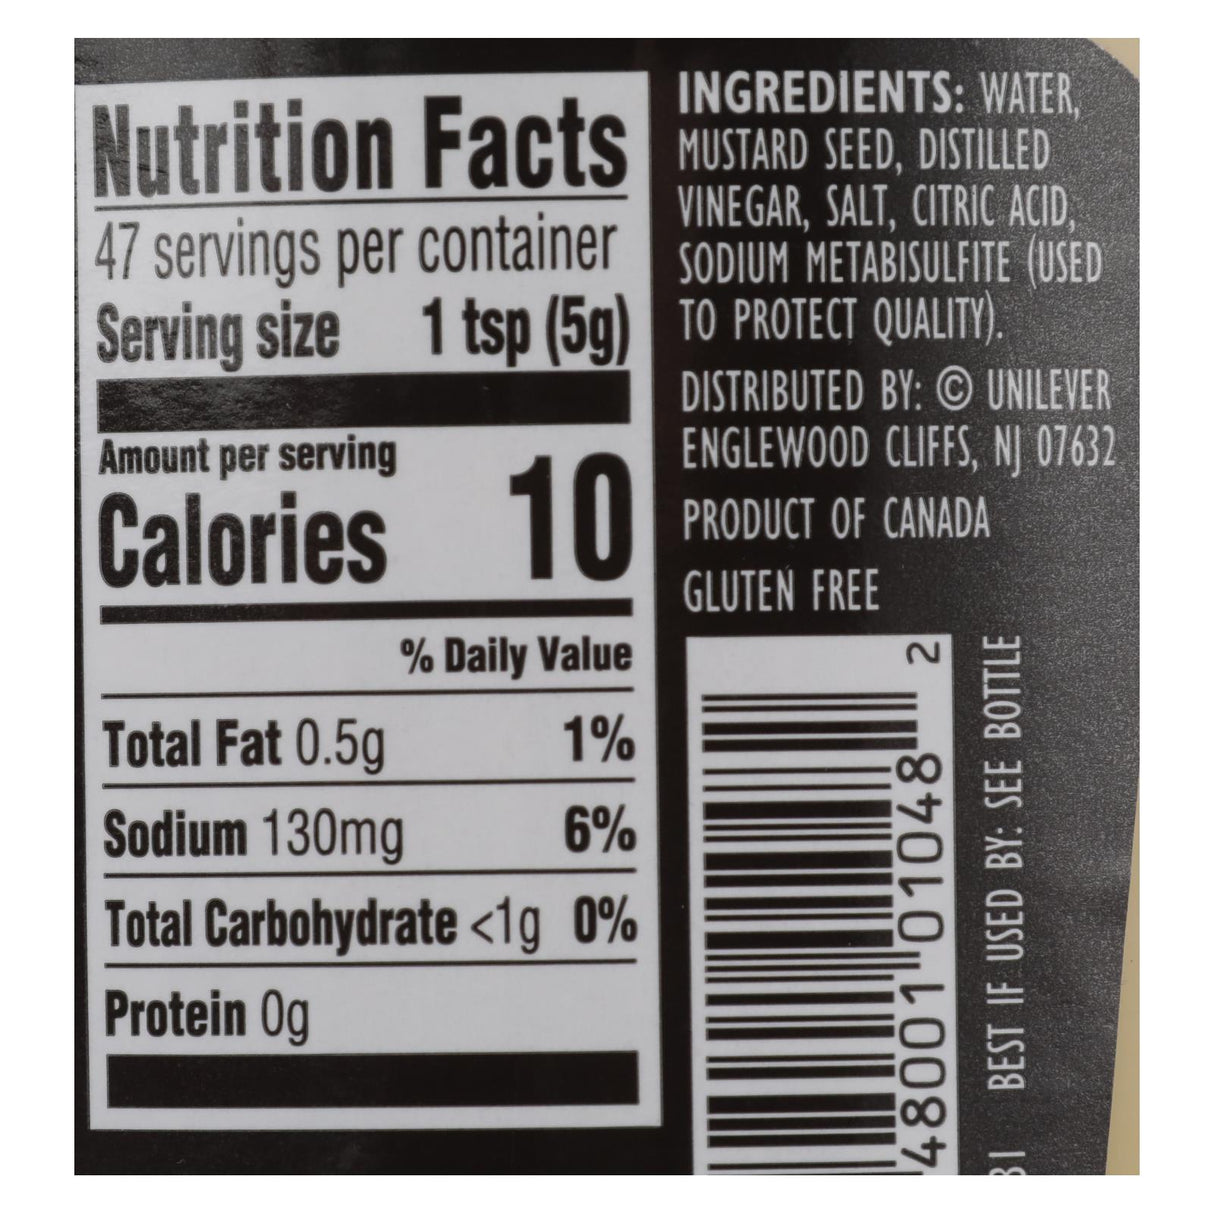 Nutrition Facts
47 servings per container
Serving size 1 tsp (5g)
Amount per serving
Calories 10
% Daily Value
Total Fat 0.5g 1%
Sodium 130mg 6%
Total Carbohydrate <1g 0%
Protein 0g
INGREDIENTS: WATER,
MUSTARD SEED, DISTILLED
VINEGAR, SALT, CITRIC ACID,
SODIUM METABISULFITE (USED
TO PROTECT QUALITY).
DISTRIBUTED BY: © UNILEVER
ENGLEWOOD CLIFFS, NJ 07632
PRODUCT OF CANADA
GLUTEN FREE
48001 01048 2
BEST IF USED BY: SEE BOTTLE